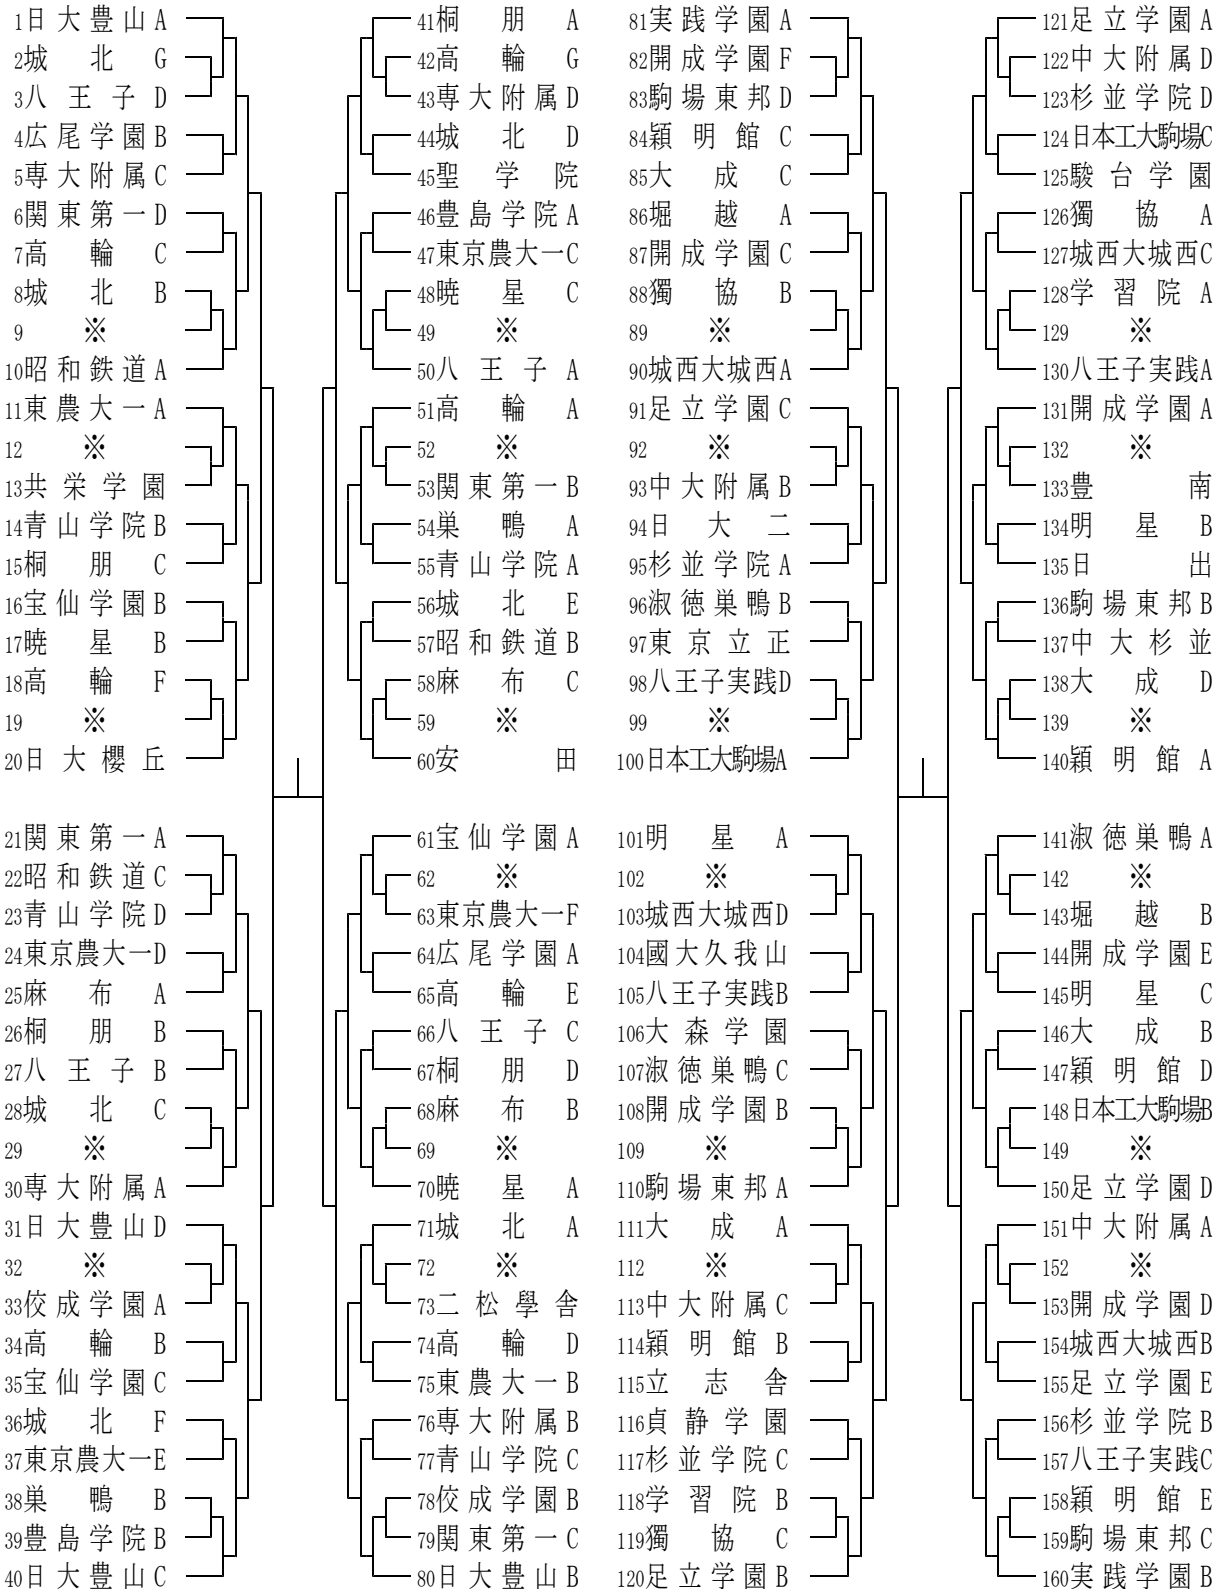 1日大豊山A
2城北G
3八王子D
4広尾学園B
5専大附属C
6関東第一D
7高輪C
8城北B
9 ※
10昭和鉄道A
11東農大一A
12 ※
13共栄学園
14青山学院B
15桐朋C
16宝仙学園B
17暁星B
18高輪F
19 ※
20日大櫻丘
21関東第一A
22昭和鉄道C
23青山学院D
24東京農大一D
25麻布A
26桐朋B
27八王子B
28城北C
29 ※
30専大附属A
31日大豊山D
32 ※
33佼成学園A
34高輪B
35宝仙学園C
36城北F
37東京農大一E
38巣鴨B
39豊島学院B
40日大豊山C
41桐朋A
42高輪G
43専大附属D
44城北D
45聖学院
46豊島学院A
47東京農大一C
48暁星C
49 ※
50八王子A
51高輪A
52 ※
53関東第一B
54巣鴨A
55青山学院A
56城北E
57昭和鉄道B
58麻布C
59 ※
60安田
61宝仙学園A
62 ※
63東京農大一F
64広尾学園A
65高輪E
66八王子C
67桐朋D
68麻布B
69 ※
70暁星A
71城北A
72 ※
73二松學舎
74高輪D
75東農大一B
76専大附属B
77青山学院C
78佼成学園B
79関東第一C
80日大豊山B
81実践学園A
82開成学園F
83駒場東邦D
84穎明館C
85大成C
86堀越A
87開成学園C
88獨協B
89 ※
90城西大城西A
91足立学園C
92 ※
93中大附属B
94日大二
95杉並学院A
96淑徳巣鴨B
97東京立正
98八王子実践D
99 ※
100日本工大駒場A
101明星A
102 ※
103城西大城西D
104國大久我山
105八王子実践B
106大森学園
107淑徳巣鴨C
108開成学園B
109 ※
110駒場東邦A
111大成A
112 ※
113中大附属C
114穎明館B
115立志舎
116貞静学園
117杉並学院C
118学習院B
119獨協C
120足立学園B
121足立学園A
122中大附属D
123杉並学院D
124日本工大駒場C
125駿台学園
126獨協A
127城西大城西C
128学習院A
129 ※
130八王子実践A
131開成学園A
132 ※
133豊南
134明星B
135日出
136駒場東邦B
137中大杉並
138大成D
139 ※
140穎明館A
141淑徳巣鴨A
142 ※
143堀越B
144開成学園E
145明星C
146大成B
147穎明館D
148日本工大駒場B
149 ※
150足立学園D
151中大附属A
152 ※
153開成学園D
154城西大城西B
155足立学園E
156杉並学院B
157八王子実践C
158穎明館E
159駒場東邦C
160実践学園B